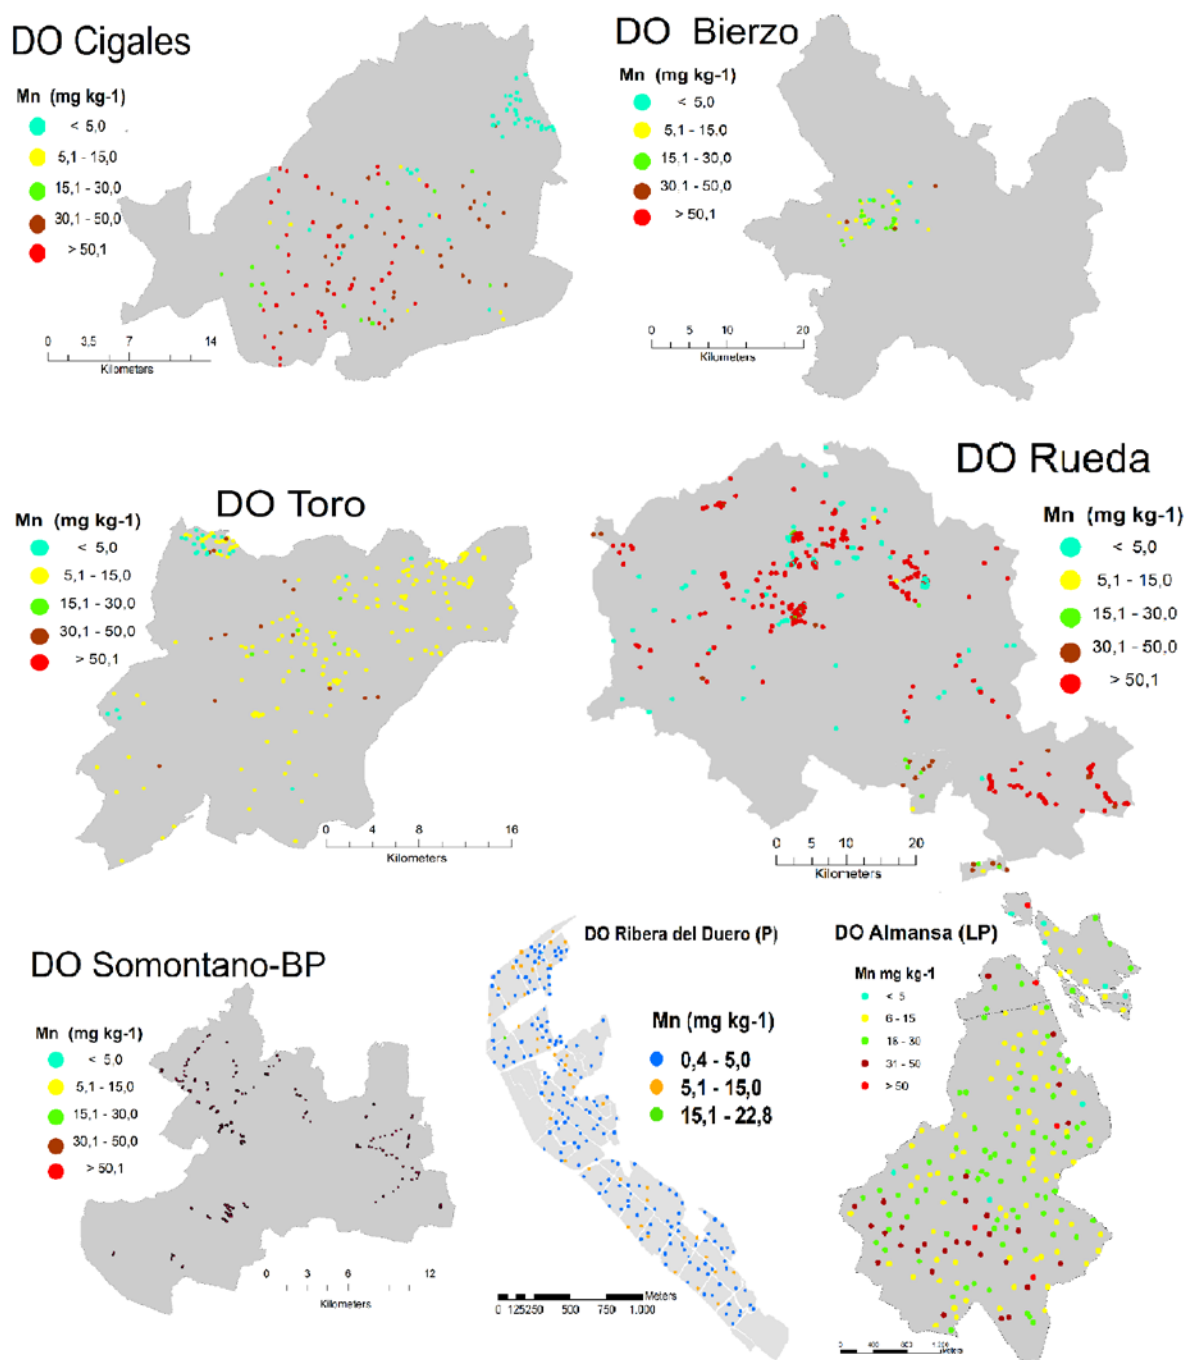 DO Cigales
Mn (mg kg-1)
< 5,0
5,1 - 15,0
15,1 - 30,0
30,1 - 50,0
> 50,1
0 3,5 7 14
Kilometers
DO Bierzo
Mn (mg kg-1)
< 5,0
5,1 - 15,0
15,1 - 30,0
30,1 - 50,0
> 50,1
0 5 10 20
Kilometers
DO Toro
Mn (mg kg-1)
< 5,0
5,1 - 15,0
15,1 - 30,0
30,1 - 50,0
> 50,1
0 4 8 16
Kilometers
DO Rueda
Mn (mg kg-1)
< 5,0
5,1 - 15,0
15,1 - 30,0
30,1 - 50,0
> 50,1
0 5 10 20
Kilometers
DO Somontano-BP
Mn (mg kg-1)
< 5,0
5,1 - 15,0
15,1 - 30,0
30,1 - 50,0
> 50,1
0 3 6 12
Kilometers
DO Ribera del Duero (P)
Mn (mg kg-1)
0,4 - 5,0
5,1 - 15,0
15,1 - 22,8
Meters
0 125250 500 750 1.000
DO Almansa (LP)
Mn mg kg-1
< 5
6 - 15
16 - 30
31 - 50
> 50
0 400 800